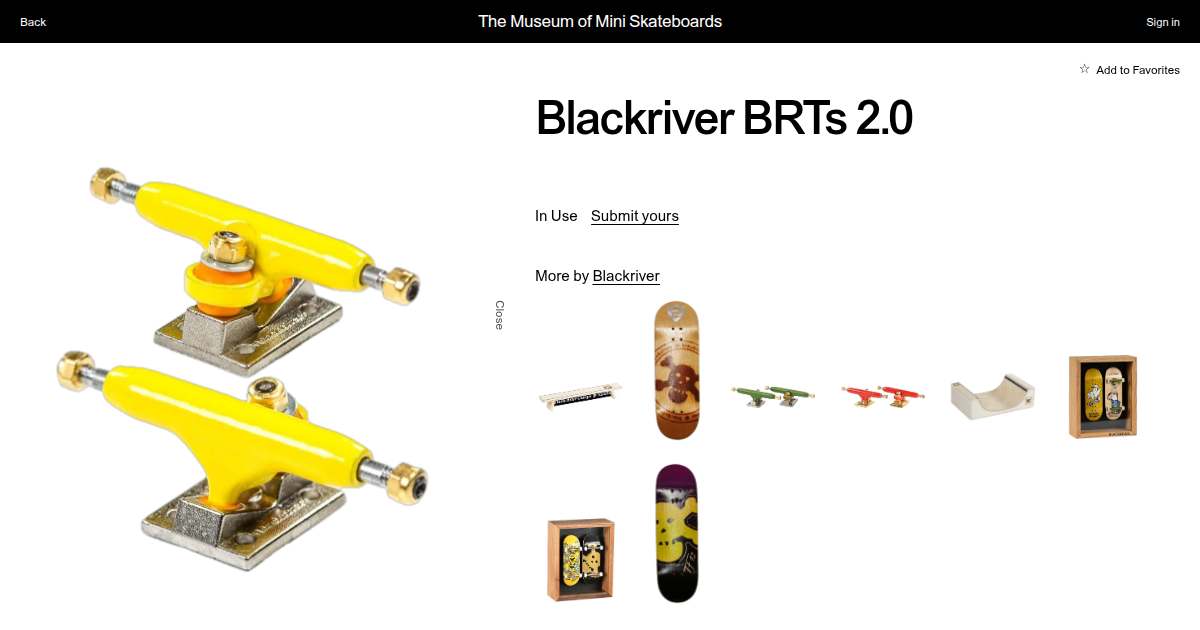 Back
The Museum of Mini Skateboards
Sign in
☆ Add to Favorites
Blackriver BRTs 2.0
In Use Submit yours
More by Blackriver
Close